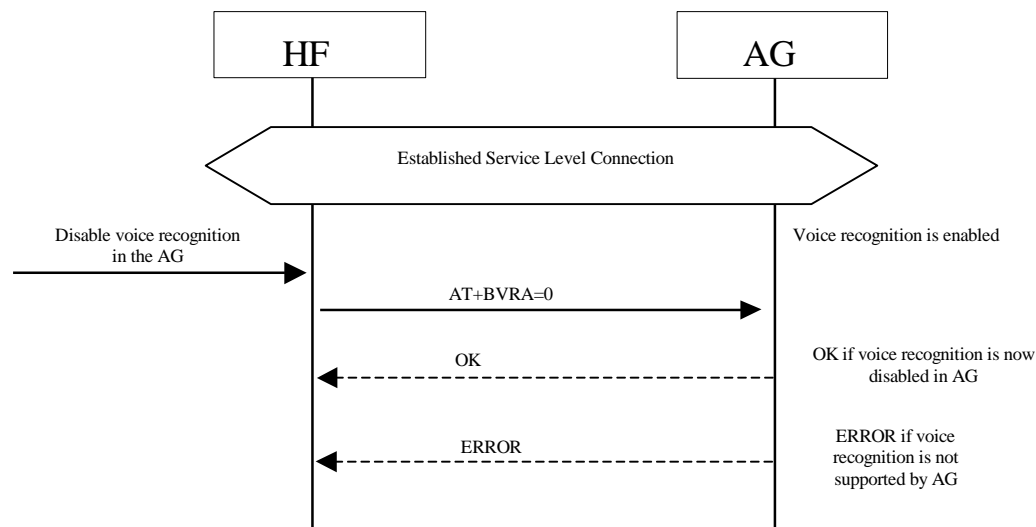 HF
AG
Established Service Level Connection
Disable voice recognition
in the AG
Voice recognition is enabled
AT+BVRA=0
OK
OK if voice recognition is now
disabled in AG
ERROR
ERROR if voice
recognition is not
supported by AG